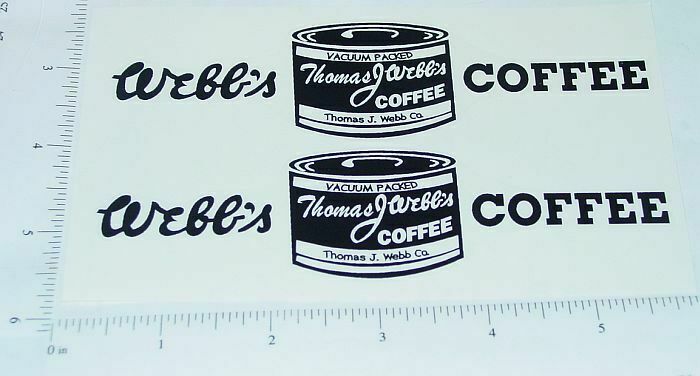 Webb's
VACUUM PACKED
Thomas J Webb's
COFFEE
Thomas J. Webb Co.
COFFEE
Webb's
VACUUM PACKED
Thomas J Webb's
COFFEE
Thomas J. Webb Co.
COFFEE
3
4
5
6
0 in
1
2
3
4
5